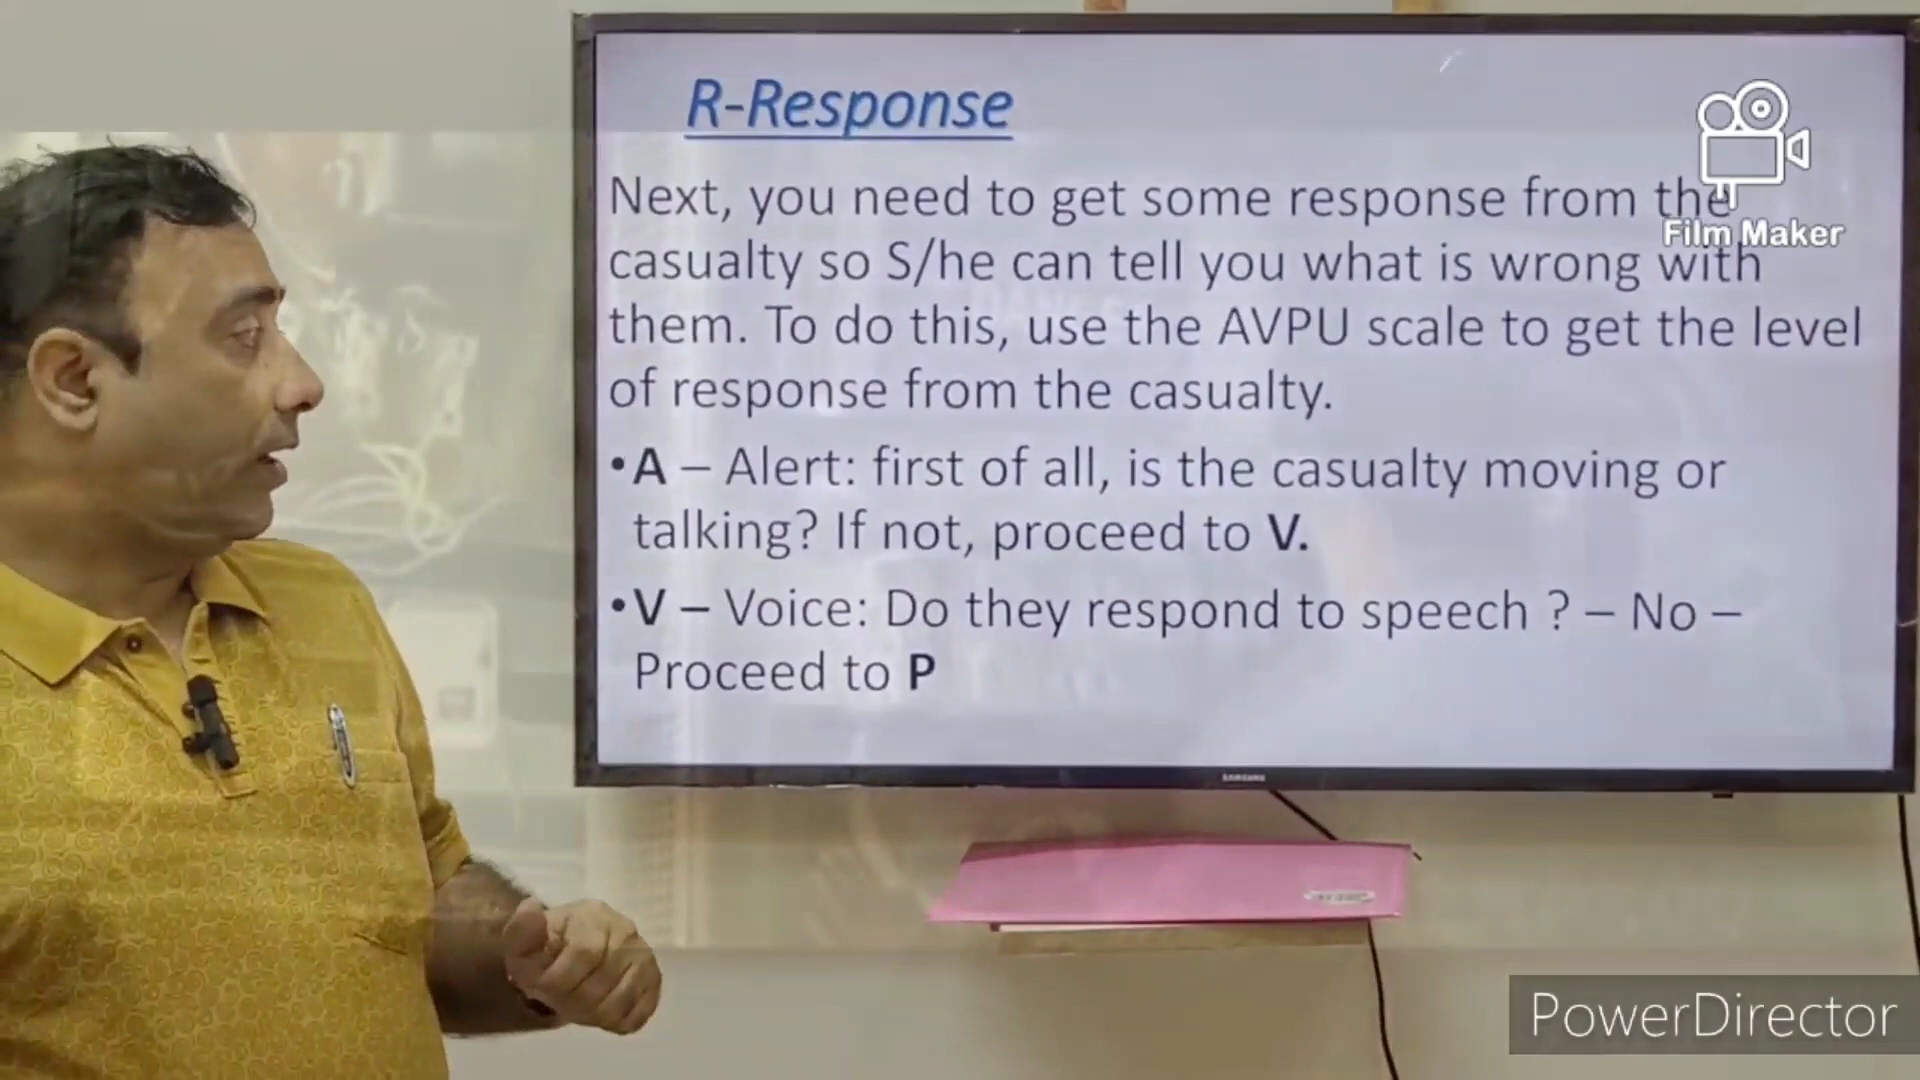 R-Response
Next, you need to get some response from the
casualty so S/he can tell you what is wrong with
them. To do this, use the AVPU scale to get the level
of response from the casualty.
•A – Alert: first of all, is the casualty moving or
talking? If not, proceed to V.
•V – Voice: Do they respond to speech ? – No –
Proceed to P
Film Maker
SAMSUNG
PowerDirector